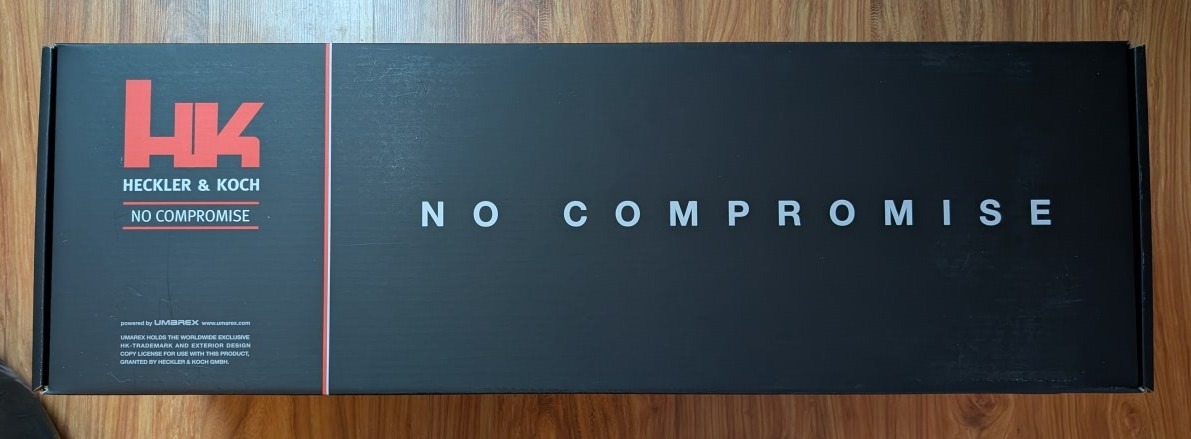 HK
HECKLER & KOCH
NO COMPROMISE
powered by UMAREX www.umarex.com
UMAREX HOLDS THE WORLDWIDE EXCLUSIVE
HK-TRADEMARK AND EXTERIOR DESIGN
COPY LICENSE FOR USE WITH THIS PRODUCT,
GRANTED BY HECKLER & KOCH GMBH.
NO COMPROMISE